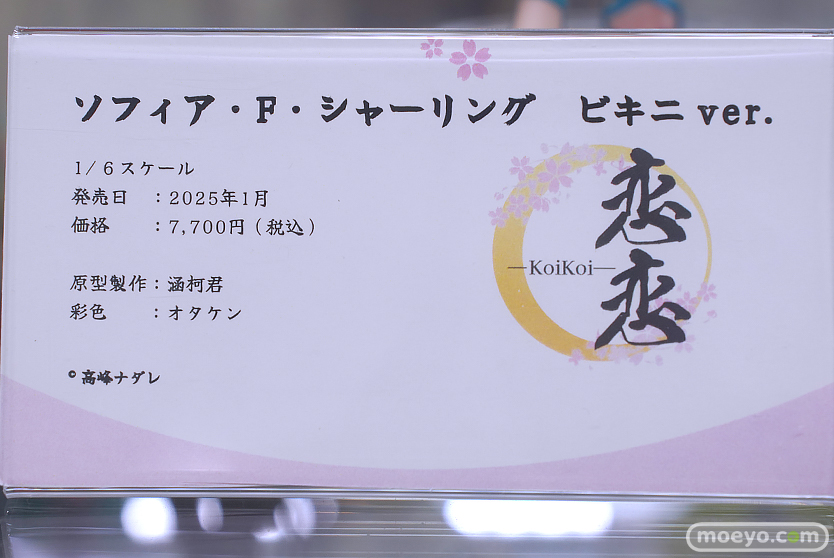 ソフィア・F・シャーリング　ビキニ ver.
1/6スケール
発売日　：2025年1月
価格　　：7,700円（税込）
原型製作：涵柯君
彩色　　：オタケン
©高峰ナダレ
恋恋
―KoiKoi―
moeyo.com